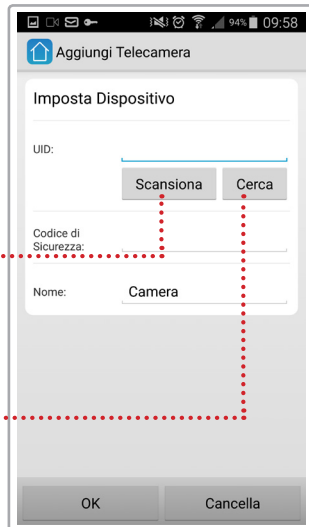 94% 09:58
Aggiungi Telecamera
Imposta Dispositivo
UID:
Scansiona Cerca
Codice di
Sicurezza:
Nome: Camera
OK Cancella